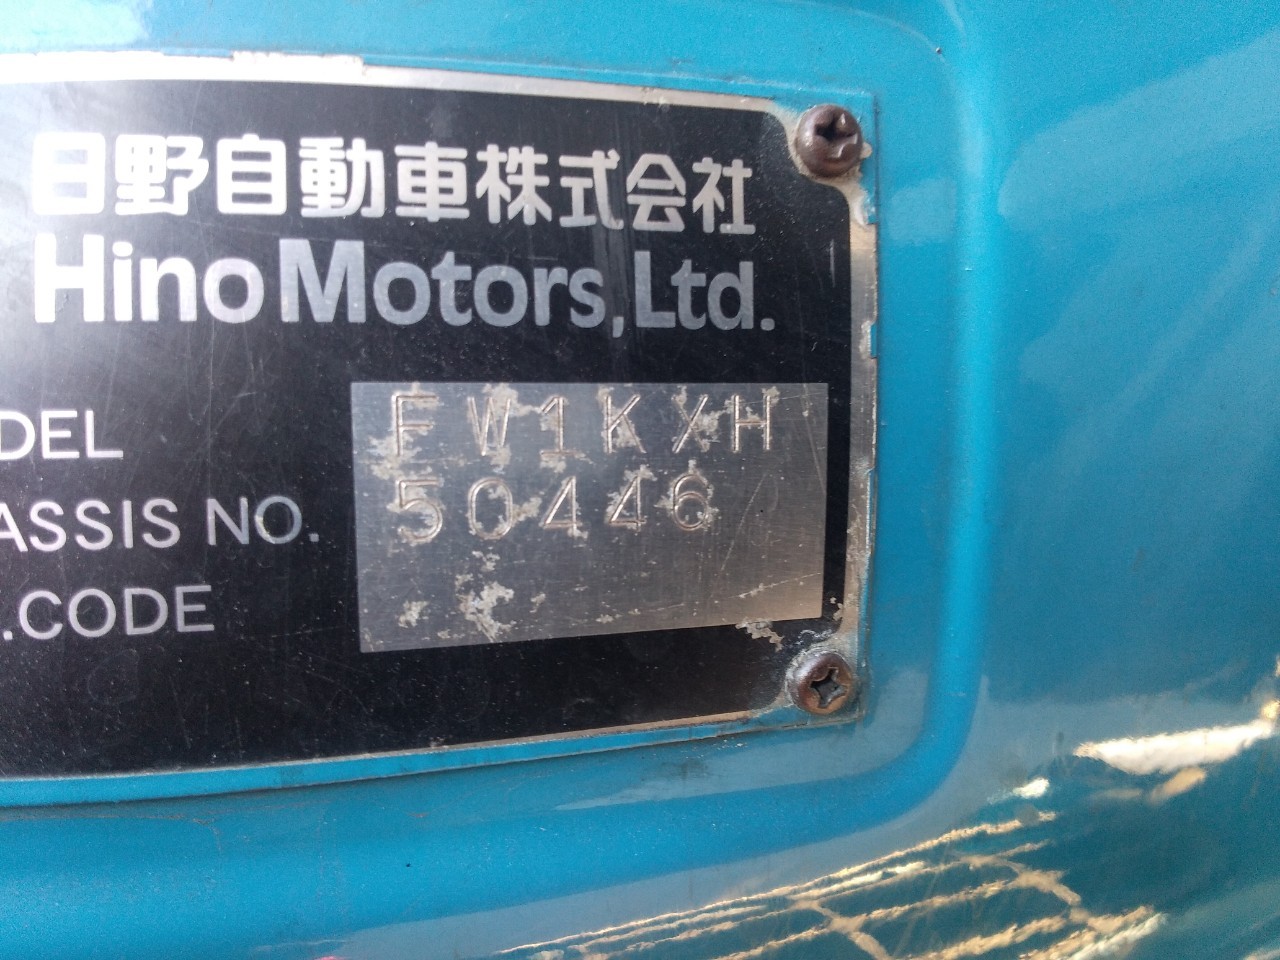 日野自動車株式会社
Hino Motors, Ltd.
DEL FW1KXH
ASSIS NO. 50446
.CODE